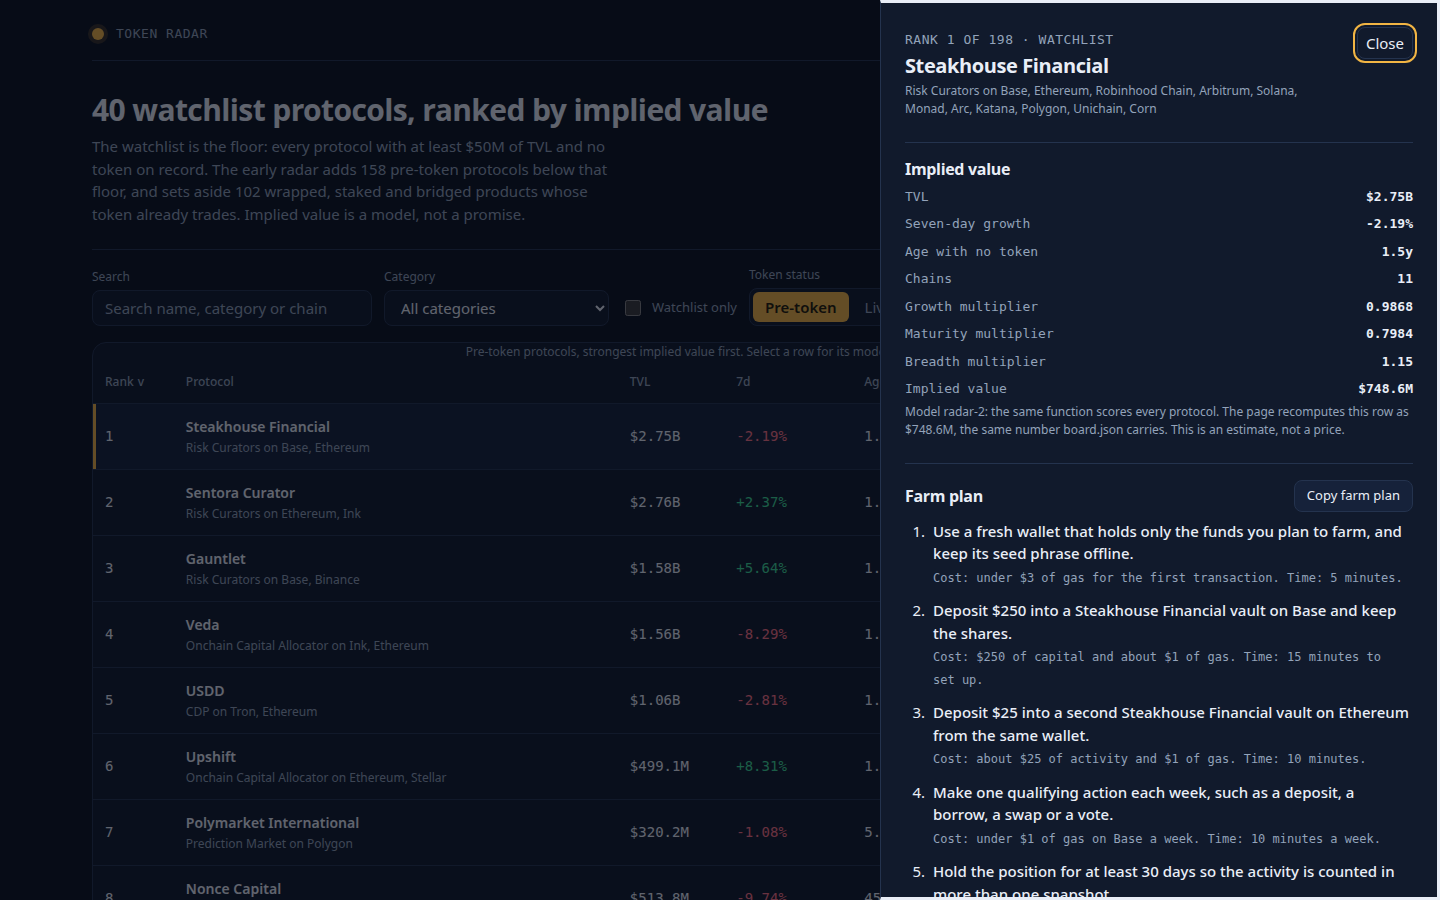 TOKEN RADAR
40 watchlist protocols, ranked by implied value
The watchlist is the floor: every protocol with at least $50M of TVL and no
token on record. The early radar adds 158 pre-token protocols below that
floor, and sets aside 102 wrapped, staked and bridged products whose
token already trades. Implied value is a model, not a promise.
Search
Category
Token status
Search name, category or chain
All categories
Watchlist only
Pre-token
Pre-token protocols, strongest implied value first. Select a row for its
Rank v Protocol TVL 7d
1 Steakhouse Financial $2.75B -2.19%
Risk Curators on Base, Ethereum
2 Sentora Curator $2.76B +2.37%
Risk Curators on Ethereum, Ink
3 Gauntlet $1.58B +5.64%
Risk Curators on Base, Binance
4 Veda $1.56B -8.29%
Onchain Capital Allocator on Ink, Ethereum
5 USDD $1.06B -2.81%
CDP on Tron, Ethereum
6 Upshift $499.1M +8.31%
Onchain Capital Allocator on Ethereum, Stellar
7 Polymarket International $320.2M -1.08%
Prediction Market on Polygon
8 Nonce Capital $513.8M -9.74%
RANK 1 OF 198 · WATCHLIST
Close
Steakhouse Financial
Risk Curators on Base, Ethereum, Robinhood Chain, Arbitrum, Solana,
Monad, Arc, Katana, Polygon, Unichain, Corn
Implied value
TVL $2.75B
Seven-day growth -2.19%
Age with no token 1.5y
Chains 11
Growth multiplier 0.9868
Maturity multiplier 0.7984
Breadth multiplier 1.15
Implied value $748.6M
Model radar-2: the same function scores every protocol. The page recomputes this row as
$748.6M, the same number board.json carries. This is an estimate, not a price.
Farm plan
Copy farm plan
1. Use a fresh wallet that holds only the funds you plan to farm, and
keep its seed phrase offline.
Cost: under $3 of gas for the first transaction. Time: 5 minutes.
2. Deposit $250 into a Steakhouse Financial vault on Base and keep
the shares.
Cost: $250 of capital and about $1 of gas. Time: 15 minutes to
set up.
3. Deposit $25 into a second Steakhouse Financial vault on Ethereum
from the same wallet.
Cost: about $25 of activity and $1 of gas. Time: 10 minutes.
4. Make one qualifying action each week, such as a deposit, a
borrow, a swap or a vote.
Cost: under $1 of gas on Base a week. Time: 10 minutes a week.
5. Hold the position for at least 30 days so the activity is counted in
more than one snapshot.